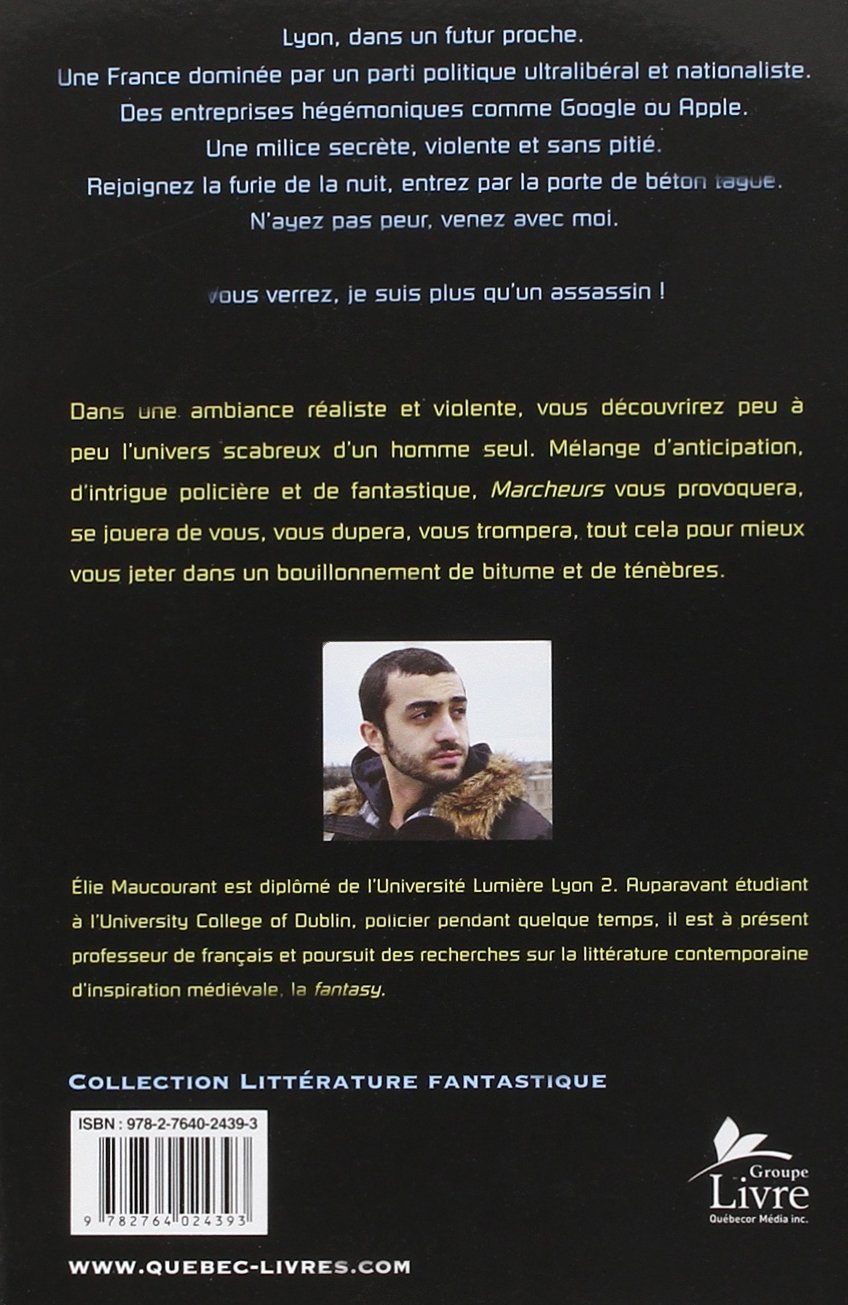 Lyon, dans un futur proche.
Une France dominée par un parti politique ultralibéral et nationaliste.
Des entreprises hégémoniques comme Google ou Apple.
Une milice secrète, violente et sans pitié.
Rejoignez la furie de la nuit, entrez par la porte de béton tagué.
N'ayez pas peur, venez avec moi.
Vous verrez, je suis plus qu'un assassin !
Dans une ambiance réaliste et violente, vous découvrirez peu à
peu l'univers scabreux d'un homme seul. Mélange d'anticipation,
d'intrigue policière et de fantastique, Marcheurs vous provoquera,
se jouera de vous, vous dupera, vous trompera, tout cela pour mieux
vous jeter dans un bouillonnement de bitume et de ténèbres.
Élie Maucourant est diplômé de l'Université Lumière Lyon 2. Auparavant étudiant
à l'University College of Dublin, policier pendant quelque temps, il est à présent
professeur de français et poursuit des recherches sur la littérature contemporaine
d'inspiration médiévale, la fantasy.
COLLECTION LITTÉRATURE FANTASTIQUE
ISBN : 978-2-7640-2439-3
9 782764 024393
Groupe
Livre
Québecor Média inc.
WWW.QUEBEC-LIVRES.COM